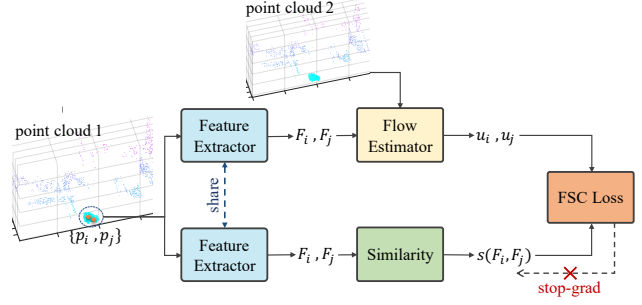 point cloud 2
point cloud 1
Feature
Extractor
F_i , F_j
Flow
Estimator
u_i , u_j
share
FSC Loss
{p_i , p_j}
Feature
Extractor
F_i , F_j
Similarity
s(F_i, F_j)
stop-grad